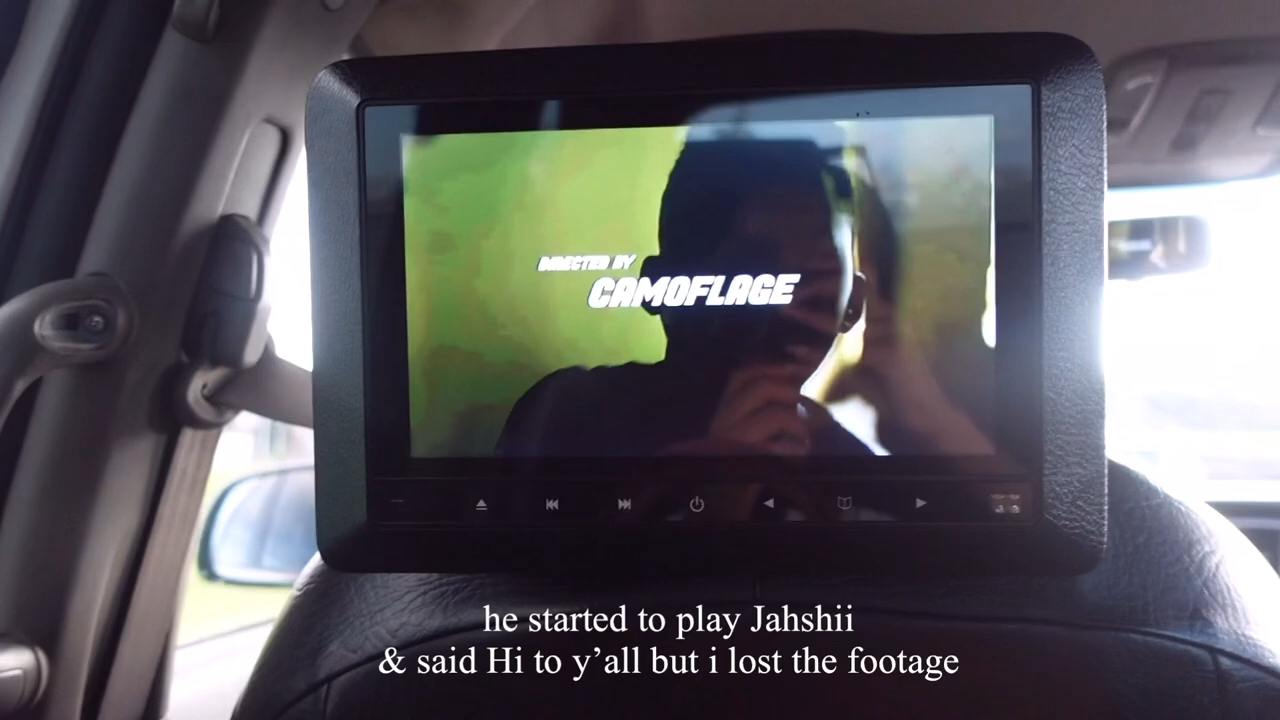 DIRECTED BY
CAMOFLAGE
he started to play Jahshii
& said Hi to y’all but i lost the footage